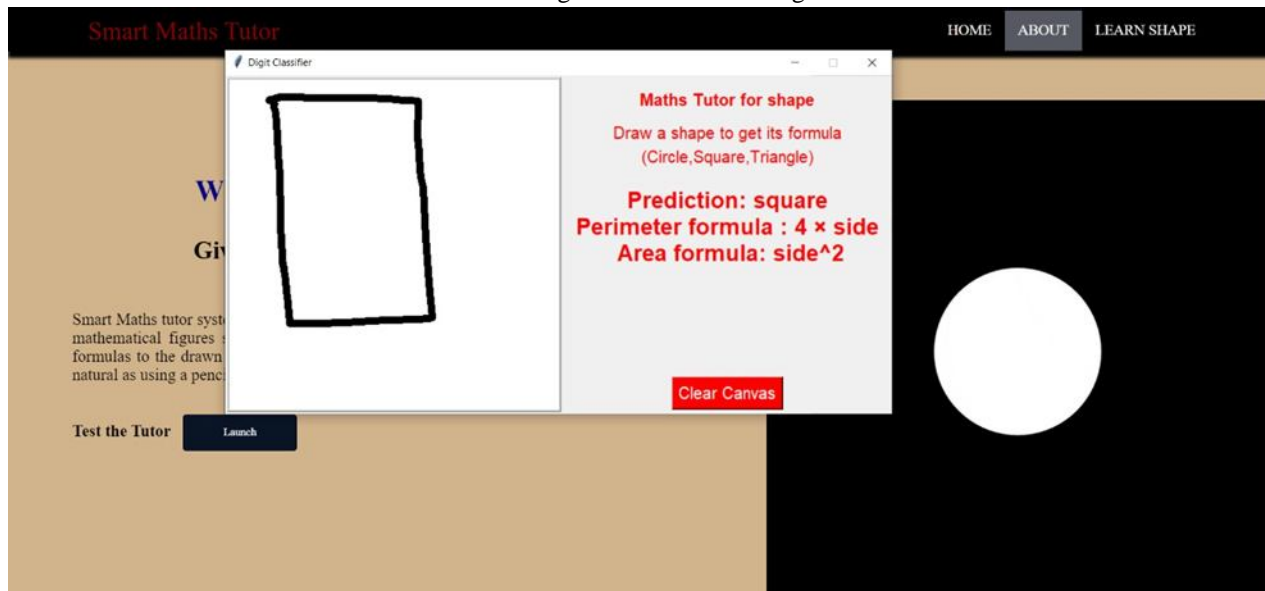 Smart Maths Tutor
HOME ABOUT LEARN SHAPE
Digit Classifier
Maths Tutor for shape
Draw a shape to get its formula
(Circle,Square,Triangle)
Prediction: square
Perimeter formula : 4 × side
Area formula: side^2
Clear Canvas
W
Giv
Smart Maths tutor syst
mathematical figures s
formulas to the drawn
natural as using a penc
Test the Tutor
Launch